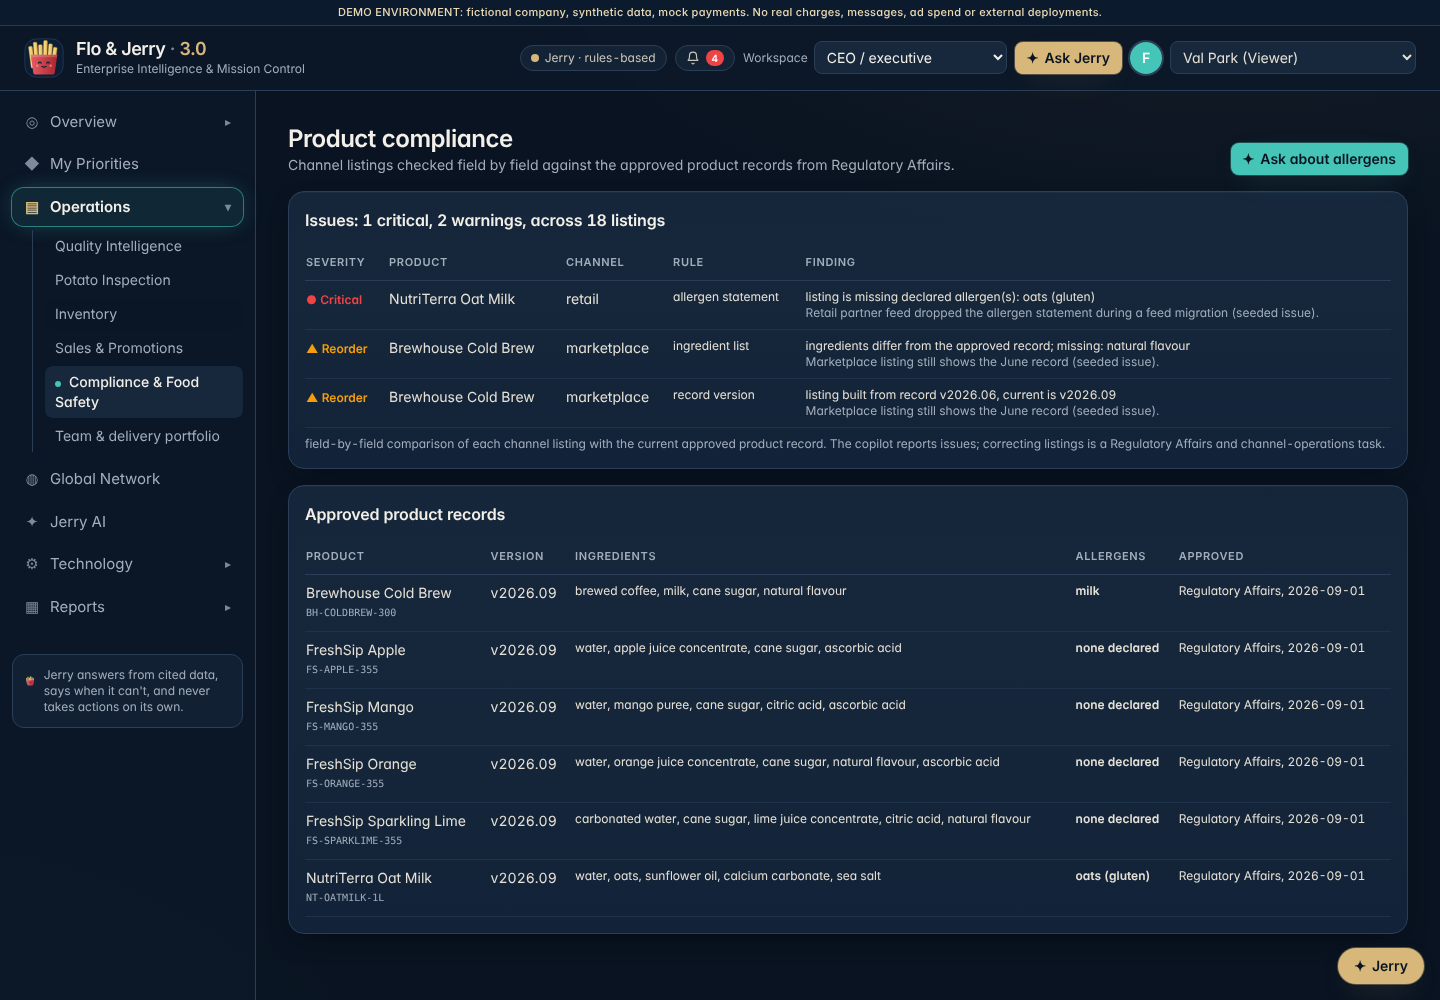 DEMO ENVIRONMENT: fictional company, synthetic data, mock payments. No real charges, messages, ad spend or external deployments.
Flo & Jerry · 3.0
Enterprise Intelligence & Mission Control
Jerry · rules-based
4
Workspace
CEO / executive
Ask Jerry
F
Val Park (Viewer)
Overview
My Priorities
Operations
Quality Intelligence
Potato Inspection
Inventory
Sales & Promotions
Compliance & Food
Safety
Team & delivery portfolio
Global Network
Jerry AI
Technology
Reports
Jerry answers from cited data,
says when it can't, and never
takes actions on its own.
Product compliance
Channel listings checked field by field against the approved product records from Regulatory Affairs.
Ask about allergens
Issues: 1 critical, 2 warnings, across 18 listings
SEVERITY PRODUCT CHANNEL RULE FINDING
Critical NutriTerra Oat Milk retail allergen statement listing is missing declared allergen(s): oats (gluten)
Retail partner feed dropped the allergen statement during a feed migration (seeded issue).
Reorder Brewhouse Cold Brew marketplace ingredient list ingredients differ from the approved record; missing: natural flavour
Marketplace listing still shows the June record (seeded issue).
Reorder Brewhouse Cold Brew marketplace record version listing built from record v2026.06, current is v2026.09
Marketplace listing still shows the June record (seeded issue).
field-by-field comparison of each channel listing with the current approved product record. The copilot reports issues; correcting listings is a Regulatory Affairs and channel-operations task.
Approved product records
PRODUCT VERSION INGREDIENTS ALLERGENS APPROVED
Brewhouse Cold Brew v2026.09 brewed coffee, milk, cane sugar, natural flavour milk Regulatory Affairs, 2026-09-01
BH-COLDBREW-300
FreshSip Apple v2026.09 water, apple juice concentrate, cane sugar, ascorbic acid none declared Regulatory Affairs, 2026-09-01
FS-APPLE-355
FreshSip Mango v2026.09 water, mango puree, cane sugar, citric acid, ascorbic acid none declared Regulatory Affairs, 2026-09-01
FS-MANGO-355
FreshSip Orange v2026.09 water, orange juice concentrate, cane sugar, natural flavour, ascorbic acid none declared Regulatory Affairs, 2026-09-01
FS-ORANGE-355
FreshSip Sparkling Lime v2026.09 carbonated water, cane sugar, lime juice concentrate, citric acid, natural flavour none declared Regulatory Affairs, 2026-09-01
FS-SPARKLIME-355
NutriTerra Oat Milk v2026.09 water, oats, sunflower oil, calcium carbonate, sea salt oats (gluten) Regulatory Affairs, 2026-09-01
NT-OATMILK-1L
Jerry